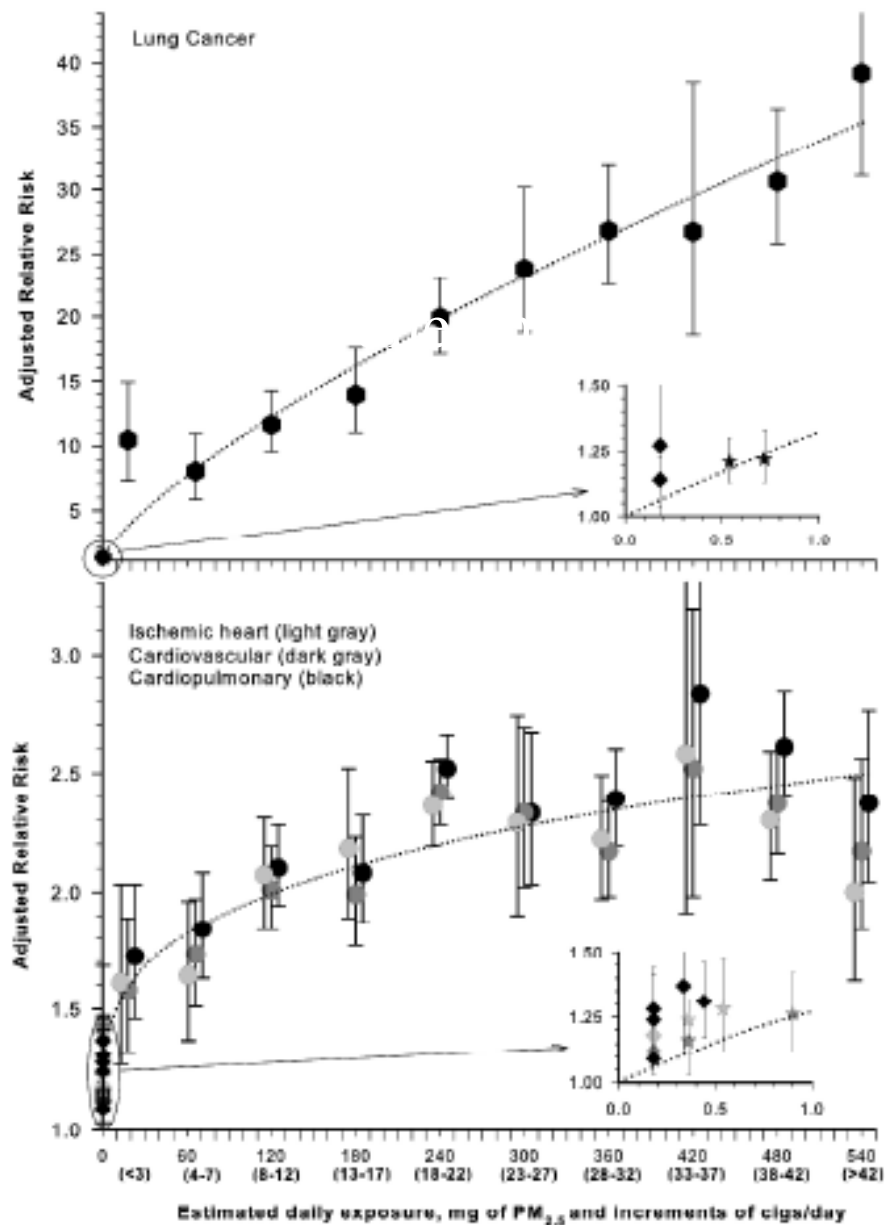 Lung Cancer
Adjusted Relative Risk
40
35
30
25
20
15
10
5
1.50
1.25
1.00
0.0 0.5 1.0
Ischemic heart (light gray)
Cardiovascular (dark gray)
Cardiopulmonary (black)
Adjusted Relative Risk
3.0
2.5
2.0
1.5
1.0
1.50
1.25
1.00
0.0 0.5 1.0
0 60 120 180 240 300 360 420 480 540
(<3) (4-7) (8-12) (13-17) (18-22) (23-27) (28-32) (33-37) (38-42) (>42)
Estimated daily exposure, mg of PM2.5 and increments of cigs/day